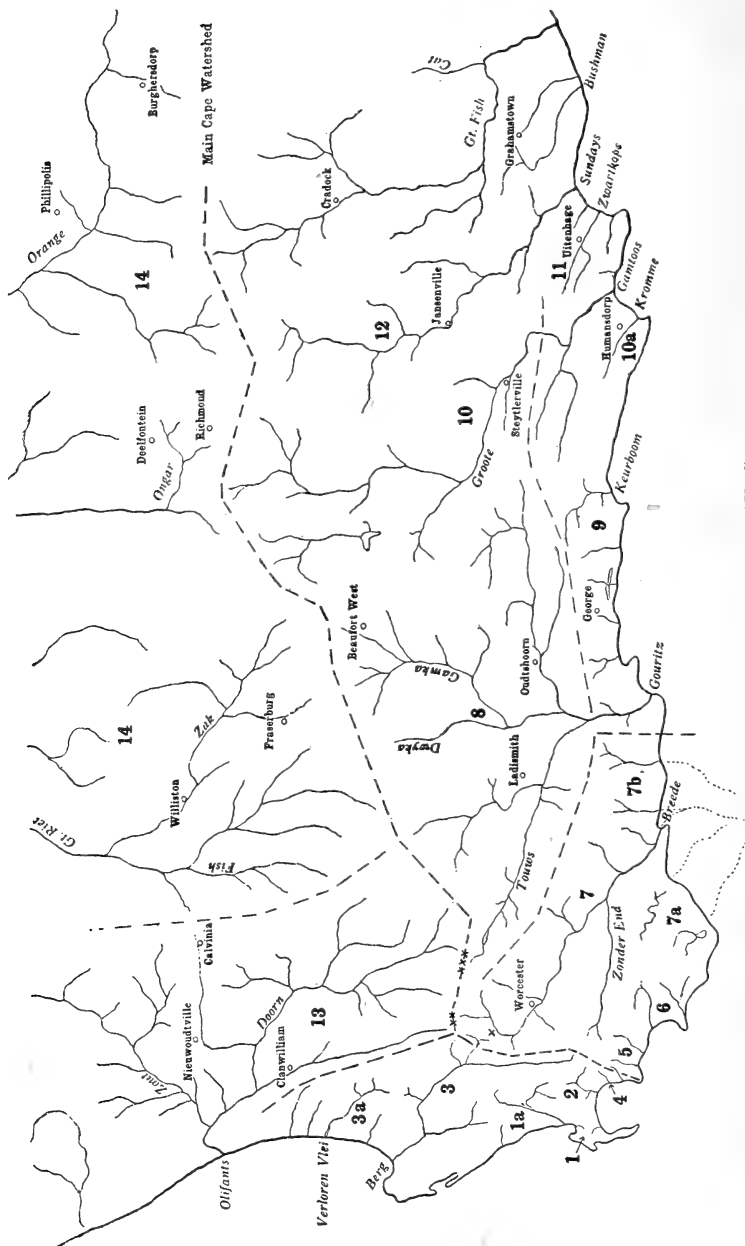 Phillipolis
Orange
Burghersdorp
14
Main Cape Watershed
Deelfontein
Richmond
Ongar
Cradock
Cat
Gt. Fish
Grahamstown
Bushman
Sundays
Zwartkops
11
Uitenhage
12
Jansenville
Gamtoos
Kromme
Humansdorp
10a
10
Steytlerville
Groote
Keurboom
9
George
14
Zak
Fraserburg
Williston
Gt. Riet
Fish
Beaufort West
Gamka
Dwyka
8
Oudtshoorn
Ladismith
Gouritz
Touws
7b
Breede
7
Zonder End
7a
6
5
4
2
1
1a
3
3a
Worcester
Calvinia
Nieuwoudtville
Doorn
13
Clanwilliam
Zout
Olifants
Verloren Vlei
Berg